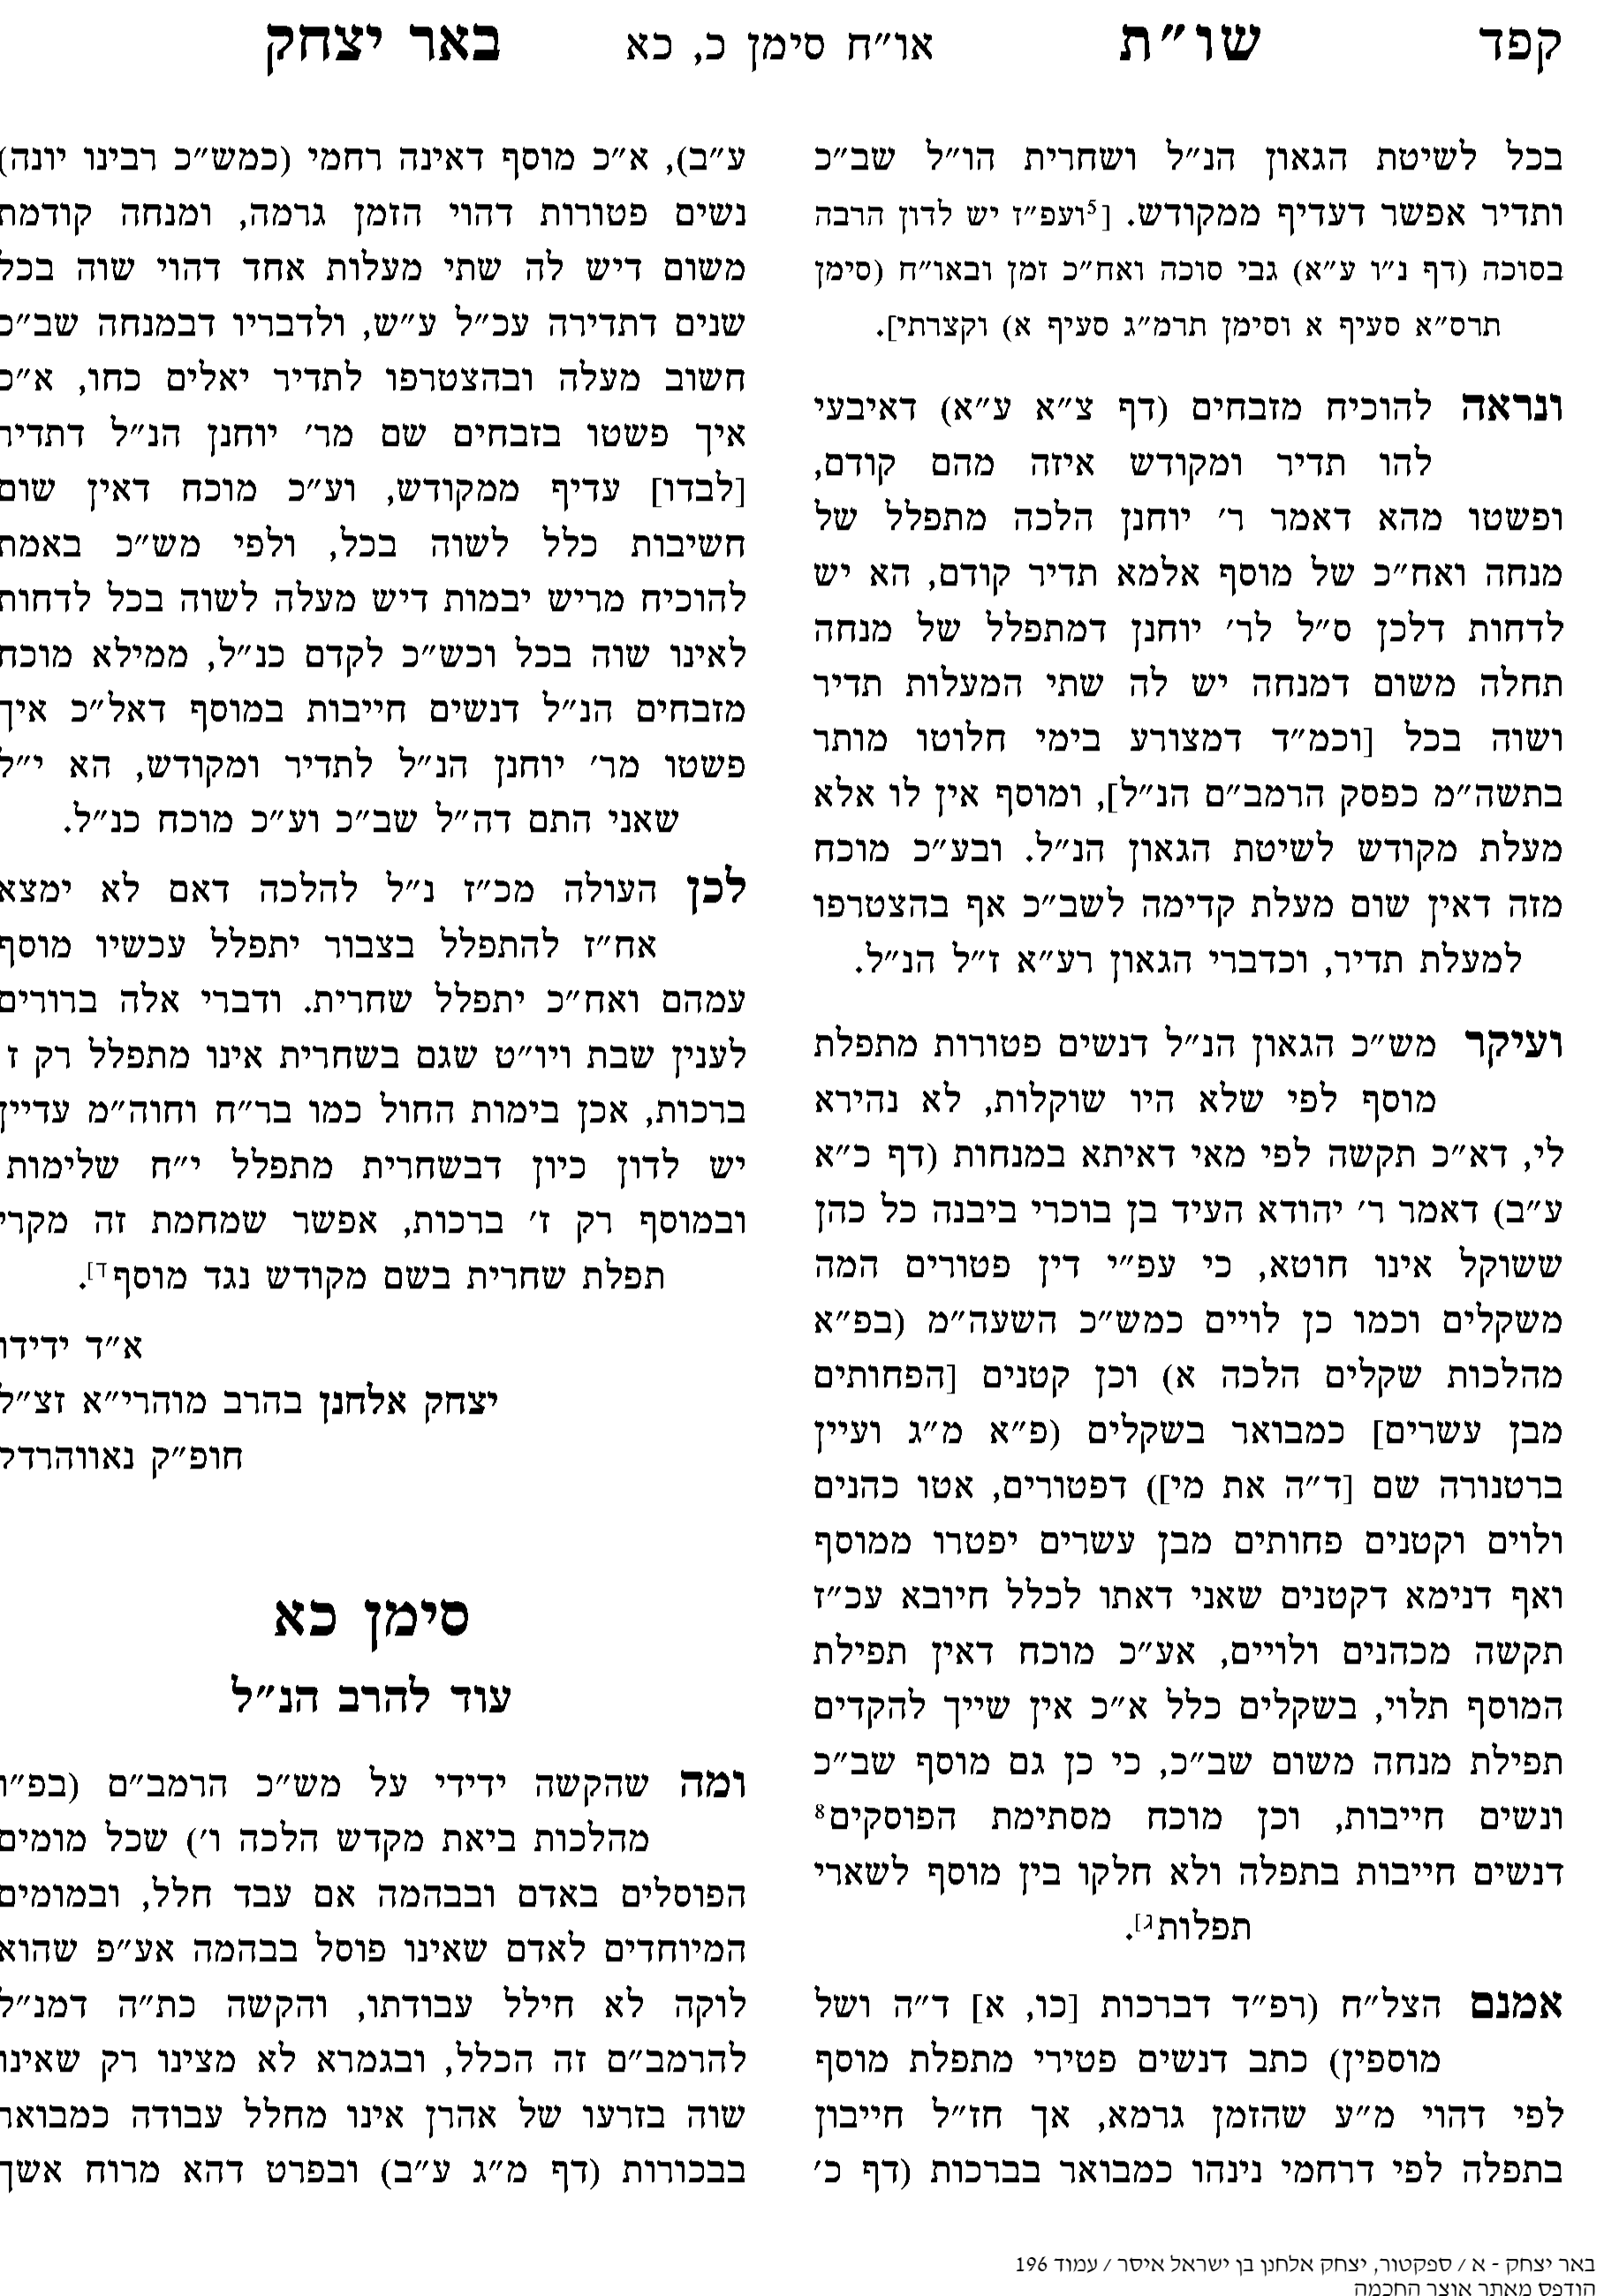 קפד שו״ת או״ח סימן כ, כא באר יצחק
בכל לשיטת הגאון הנ״ל ושחרית הו״ל שב״כ
ותדיר אפשר דעדיף ממקודש. [⁵ועפ״ז יש לדון הרבה
בסוכה (דף נ״ו ע״א) גבי סוכה ואח״כ זמן ובאו״ח (סימן
תרס״א סעיף א וסימן תרמ״ג סעיף א) וקצרתי].
ונראה להוכיח מזבחים (דף צ״א ע״א) דאיבעי
להו תדיר ומקודש איזה מהם קודם,
ופשטו מהא דאמר ר׳ יוחנן הלכה מתפלל של
מנחה ואח״כ של מוסף אלמא תדיר קודם, הא יש
לדחות דלכן ס״ל לר׳ יוחנן דמתפלל של מנחה
תחלה משום דמנחה יש לה שתי המעלות תדיר
ושוה בכל [וכמ״ד דמצורע בימי חלוטו מותר
בתשה״מ כפסק הרמב״ם הנ״ל], ומוסף אין לו אלא
מעלת מקודש לשיטת הגאון הנ״ל. ובע״כ מוכח
מזה דאין שום מעלת קדימה לשב״כ אף בהצטרפו
למעלת תדיר, וכדברי הגאון רע״א ז״ל הנ״ל.
ועיקר מש״כ הגאון הנ״ל דנשים פטורות מתפלת
מוסף לפי שלא היו שוקלות, לא נהירא
לי, דא״כ תקשה לפי מאי דאיתא במנחות (דף כ״א
ע״ב) דאמר ר׳ יהודא העיד בן בוכרי ביבנה כל כהן
ששוקל אינו חוטא, כי עפ״י דין פטורים המה
משקלים וכמו כן לויים כמש״כ השעה״מ (בפ״א
מהלכות שקלים הלכה א) וכן קטנים [הפחותים
מבן עשרים] כמבואר בשקלים (פ״א מ״ג ועיין
ברטנורה שם [ד״ה את מי]) דפטורים, אטו כהנים
ולוים וקטנים פחותים מבן עשרים יפטרו ממוסף
ואף דנימא דקטנים שאני דאתו לכלל חיובא עכ״ז
תקשה מכהנים ולויים, אע״כ מוכח דאין תפילת
המוסף תלוי, בשקלים כלל א״כ אין שייך להקדים
תפילת מנחה משום שב״כ, כי כן גם מוסף שב״כ
ונשים חייבות, וכן מוכח מסתימת הפוסקים⁸
דנשים חייבות בתפלה ולא חלקו בין מוסף לשארי
תפלותג].
אמנם הצל״ח (רפ״ד דברכות [כו, א] ד״ה ושל
מוספין) כתב דנשים פטירי מתפלת מוסף
לפי דהוי מ״ע שהזמן גרמא, אך חז״ל חייבון
בתפלה לפי דרחמי נינהו כמבואר בברכות (דף כ׳
ע״ב), א״כ מוסף דאינה רחמי (כמש״כ רבינו יונה)
נשים פטורות דהוי הזמן גרמה, ומנחה קודמת
משום דיש לה שתי מעלות אחד דהוי שוה בכל
שנים דתדירה עכ״ל ע״ש, ולדבריו דבמנחה שב״כ
חשוב מעלה ובהצטרפו לתדיר יאלים כחו, א״כ
איך פשטו בזבחים שם מר׳ יוחנן הנ״ל דתדיר
[לבדו] עדיף ממקודש, וע״כ מוכח דאין שום
חשיבות כלל לשוה בכל, ולפי מש״כ באמת
להוכיח מריש יבמות דיש מעלה לשוה בכל לדחות
לאינו שוה בכל וכש״כ לקדם כנ״ל, ממילא מוכח
מזבחים הנ״ל דנשים חייבות במוסף דאל״כ איך
פשטו מר׳ יוחנן הנ״ל לתדיר ומקודש, הא י״ל
שאני התם דה״ל שב״כ וע״כ מוכח כנ״ל.
לכן העולה מכ״ז נ״ל להלכה דאם לא ימצא
אח״ז להתפלל בצבור יתפלל עכשיו מוסף
עמהם ואח״כ יתפלל שחרית. ודברי אלה ברורים
לענין שבת ויו״ט שגם בשחרית אינו מתפלל רק ז
ברכות, אכן בימות החול כמו בר״ח וחוה״מ עדיין
יש לדון כיון דבשחרית מתפלל י״ח שלימות
ובמוסף רק ז׳ ברכות, אפשר שמחמת זה מקרי
תפלת שחרית בשם מקודש נגד מוסףד].
א״ד ידידו
יצחק אלחנן בהרב מוהרי״א זצ״ל
חופ״ק נאווהרדק
סימן כא
עוד להרב הנ״ל
ומה שהקשה ידידי על מש״כ הרמב״ם (בפ״ו
מהלכות ביאת מקדש הלכה ו׳) שכל מומים
הפוסלים באדם ובבהמה אם עבד חלל, ובמומים
המיוחדים לאדם שאינו פוסל בבהמה אע״פ שהוא
לוקה לא חילל עבודתו, והקשה כת״ה דמנ״ל
להרמב״ם זה הכלל, ובגמרא לא מצינו רק שאינו
שוה בזרעו של אהרן אינו מחלל עבודה כמבואר
בבכורות (דף מ״ג ע״ב) ובפרט דהא מרוח אשך
באר יצחק - א / ספקטור, יצחק אלחנן בן ישראל איסר / עמוד 196
הודפס מאתר אוצר החכמה